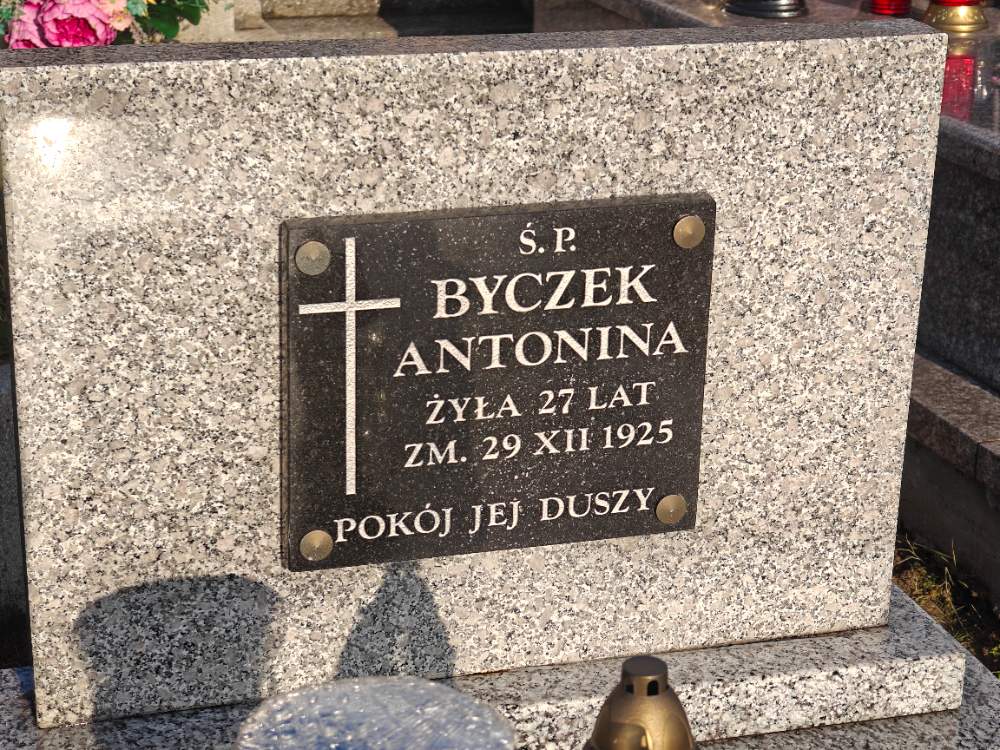 Ś. P.
BYCZEK
ANTONINA
ŻYŁA 27 LAT
ZM. 29 XII 1925
POKÓJ JEJ DUSZY